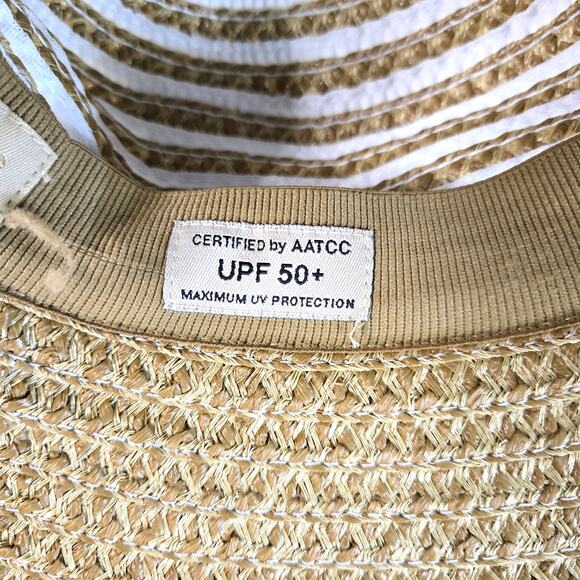 CERTIFIED by AATCC
UPF 50+
MAXIMUM UV PROTECTION